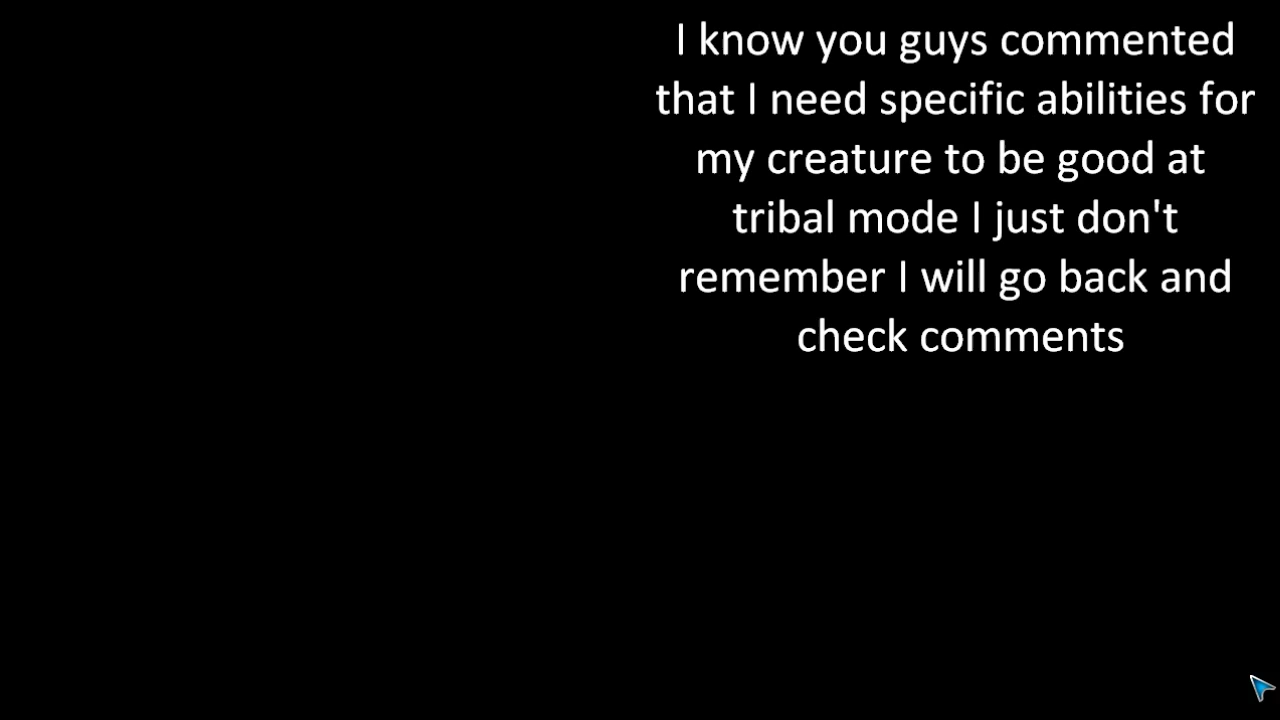 I know you guys commented
that I need specific abilities for
my creature to be good at
tribal mode I just don't
remember I will go back and
check comments